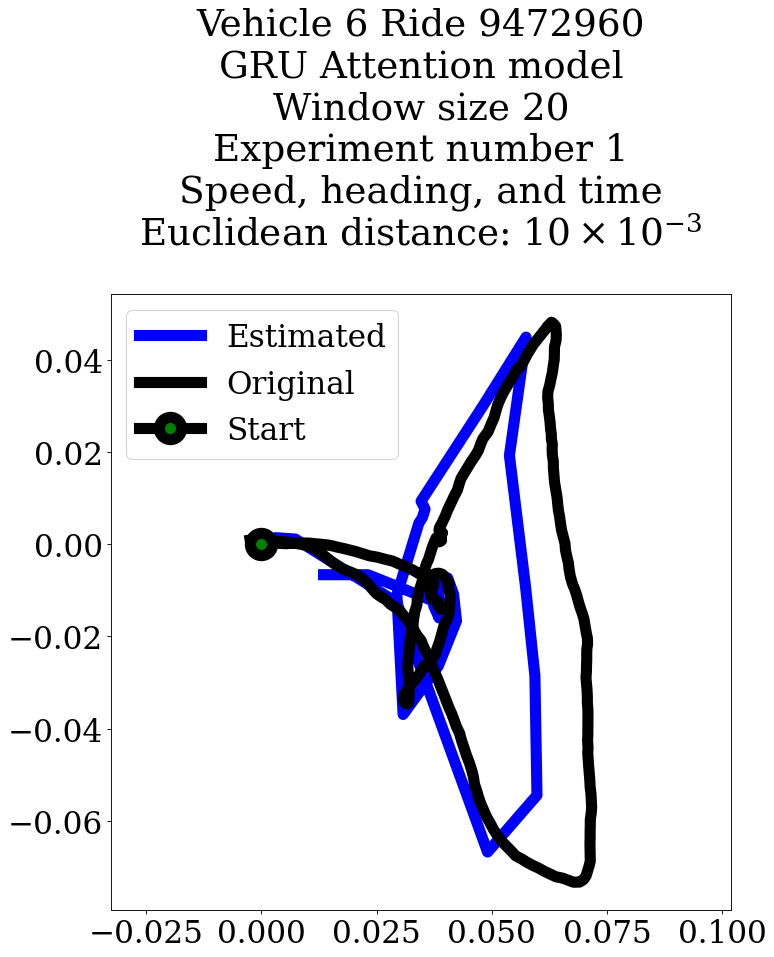 Vehicle 6 Ride 9472960
GRU Attention model
Window size 20
Experiment number 1
Speed, heading, and time
Euclidean distance: 10 × 10⁻³
Estimated
Original
Start
0.04
0.02
0.00
−0.02
−0.04
−0.06
−0.025 0.000 0.025 0.050 0.075 0.100